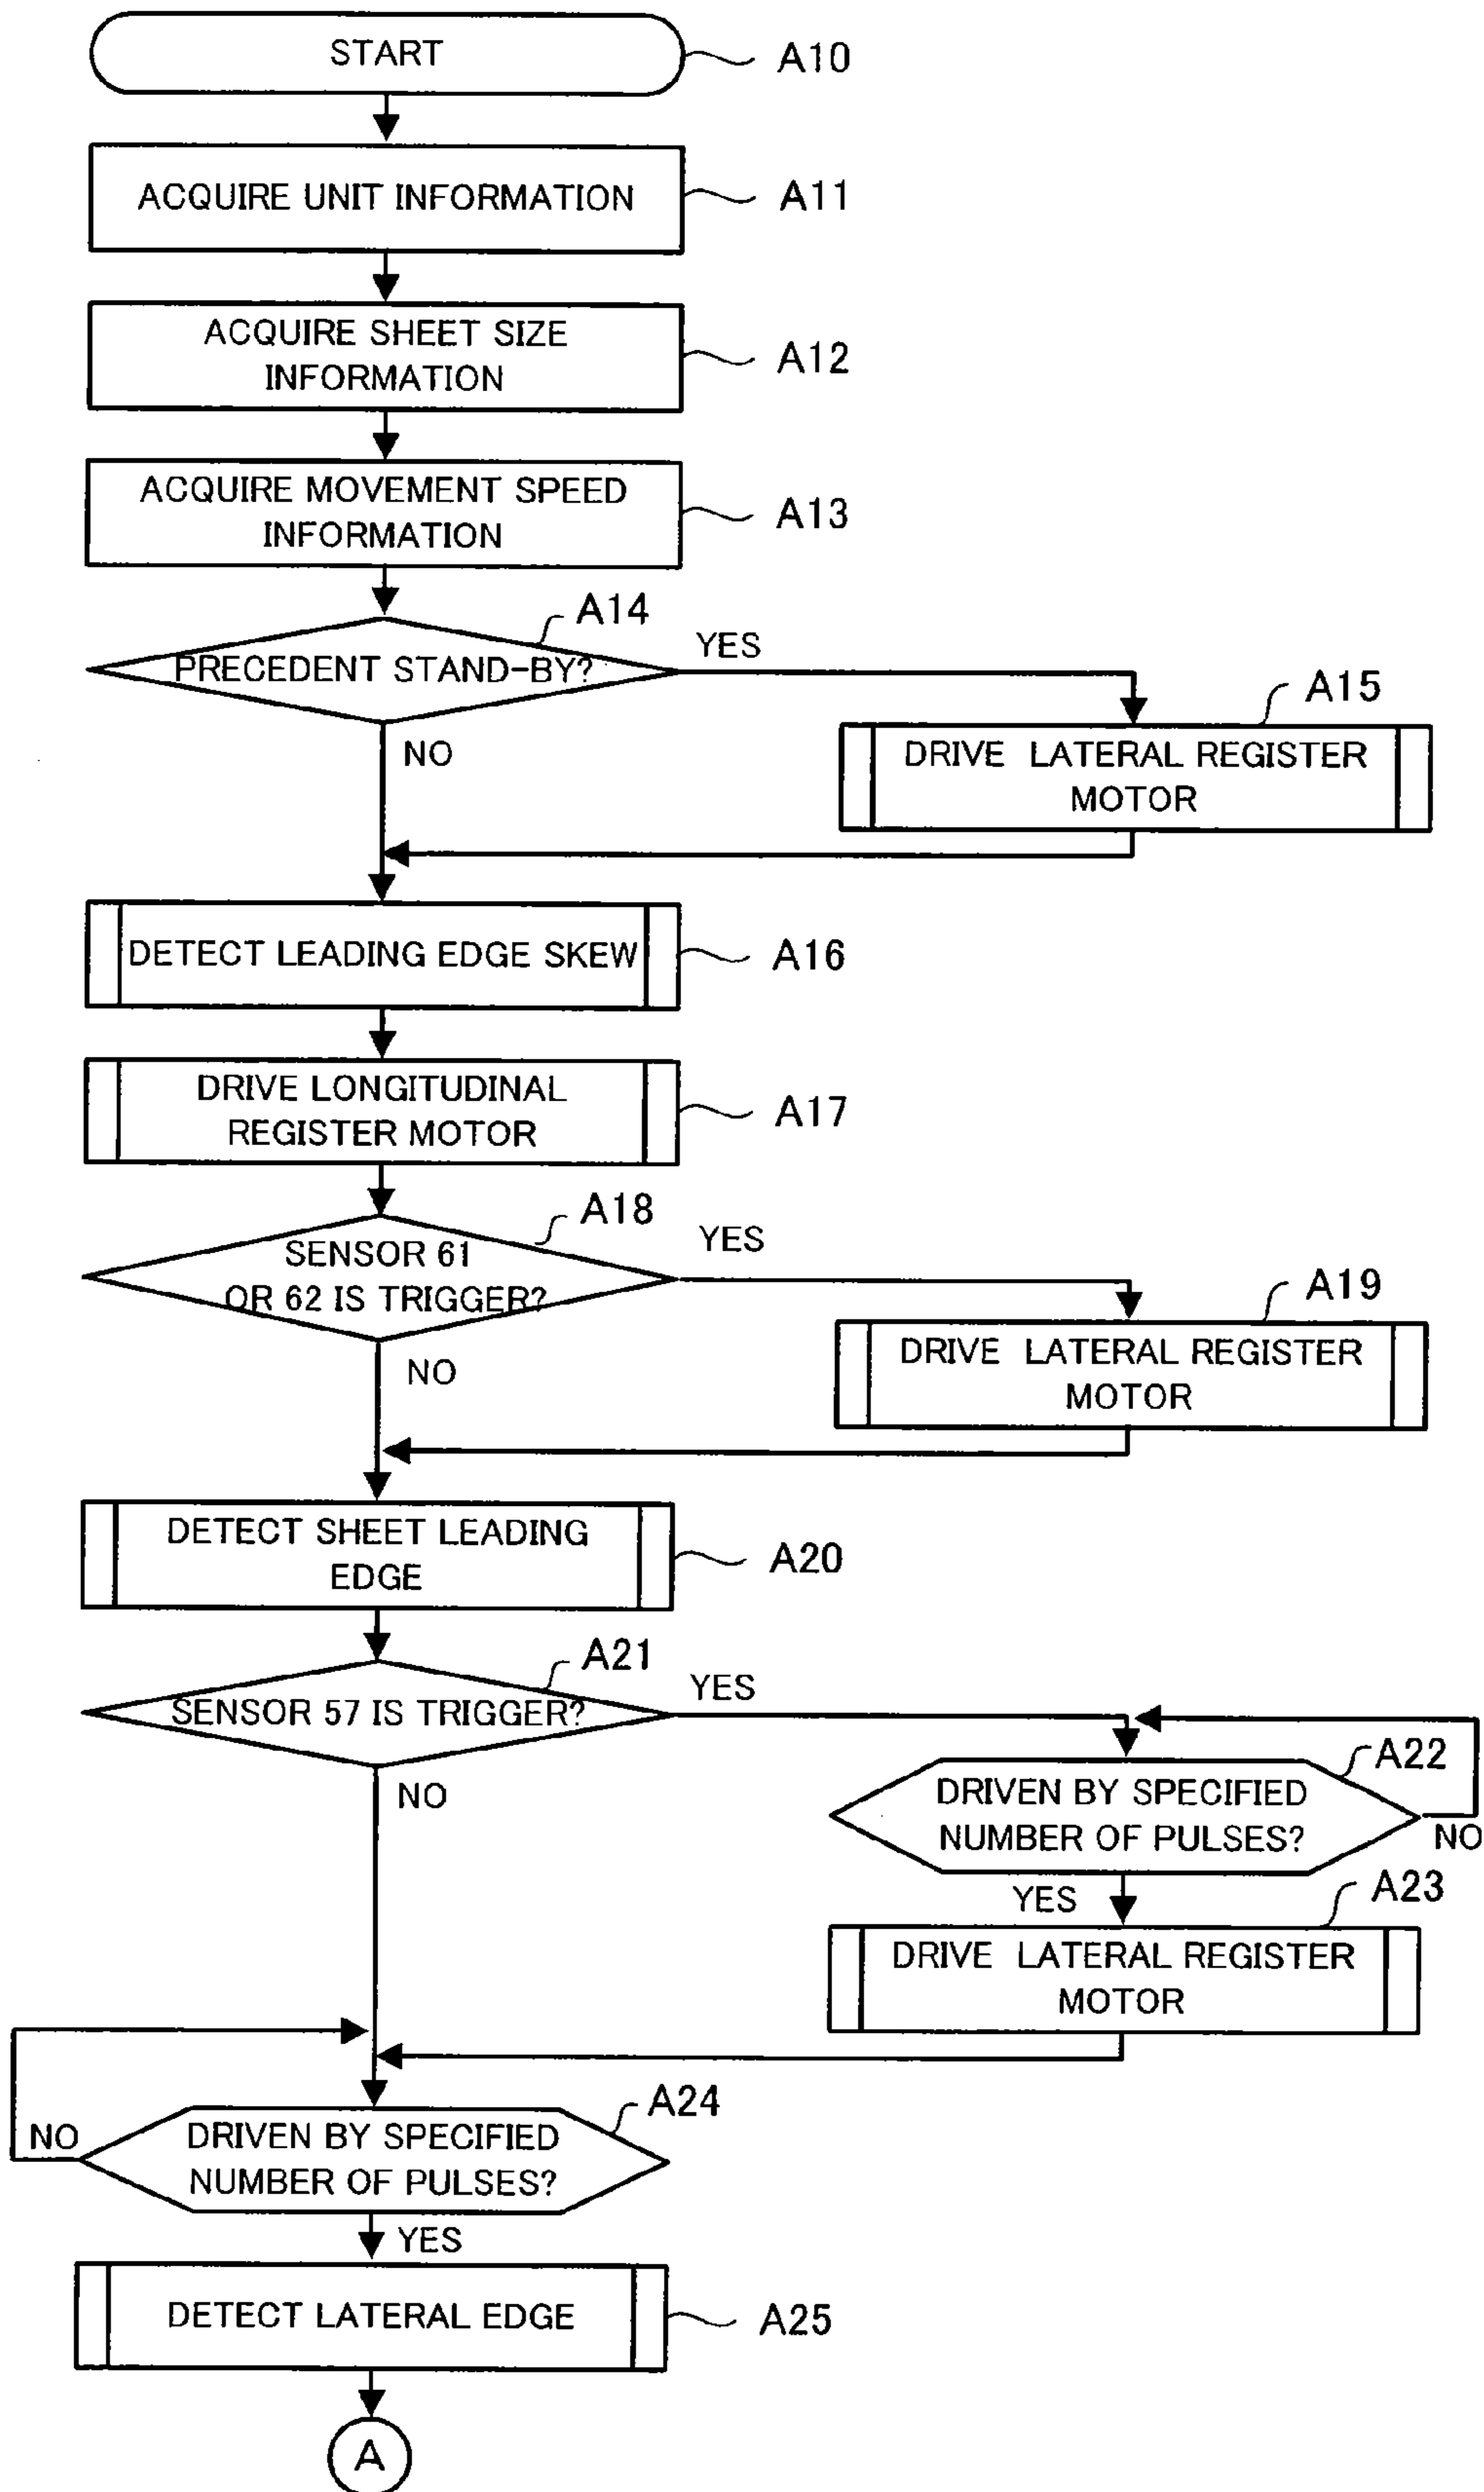 START
A10
ACQUIRE UNIT INFORMATION
A11
ACQUIRE SHEET SIZE
INFORMATION
A12
ACQUIRE MOVEMENT SPEED
INFORMATION
A13
A14
PRECEDENT STAND-BY?
YES
NO
A15
DRIVE LATERAL REGISTER
MOTOR
DETECT LEADING EDGE SKEW
A16
DRIVE LONGITUDINAL
REGISTER MOTOR
A17
A18
SENSOR 61
OR 62 IS TRIGGER?
YES
NO
A19
DRIVE LATERAL REGISTER
MOTOR
DETECT SHEET LEADING
EDGE
A20
A21
SENSOR 57 IS TRIGGER?
YES
NO
A22
DRIVEN BY SPECIFIED
NUMBER OF PULSES?
NO
YES
A23
DRIVE LATERAL REGISTER
MOTOR
A24
DRIVEN BY SPECIFIED
NUMBER OF PULSES?
NO
YES
DETECT LATERAL EDGE
A25
A